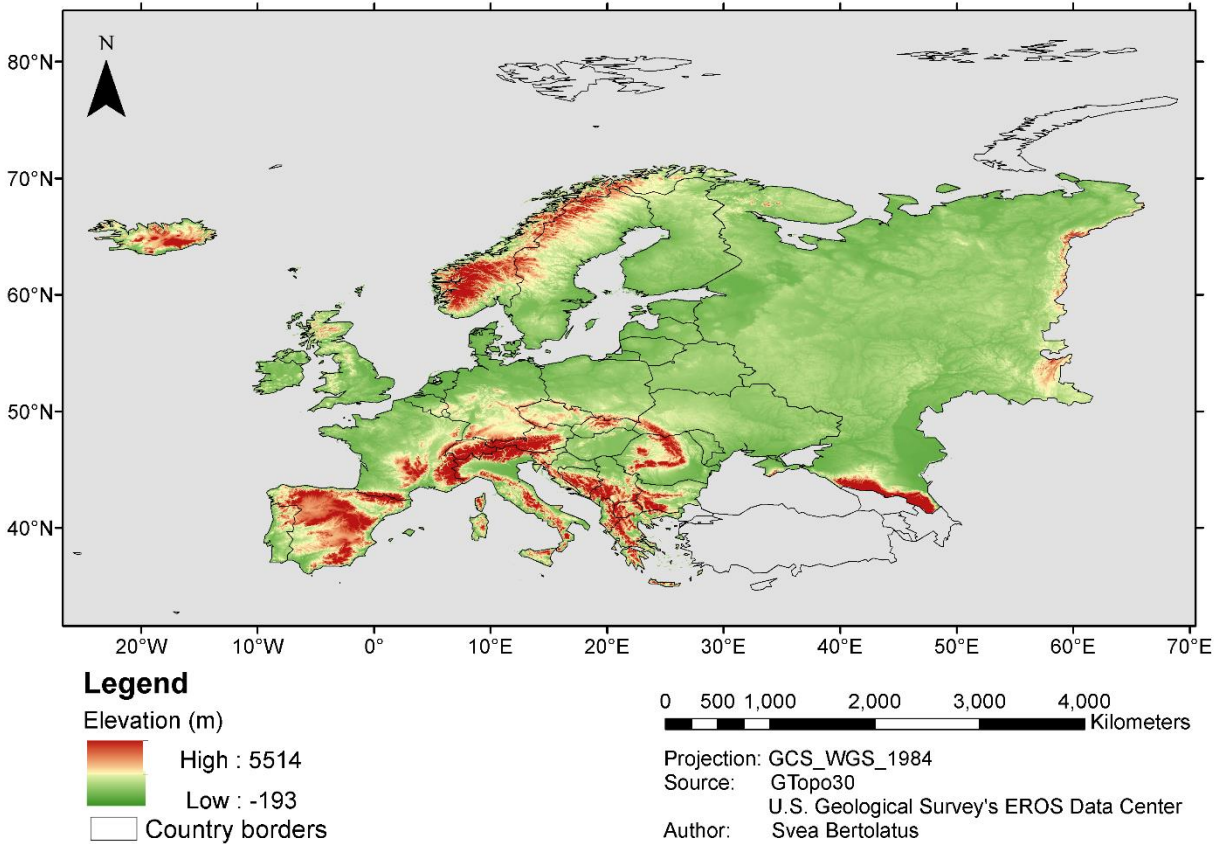 N
80°N
70°N
60°N
50°N
40°N
20°W 10°W 0° 10°E 20°E 30°E 40°E 50°E 60°E 70°E
Legend
Elevation (m)
High : 5514
Low : -193
Country borders
0 500 1,000 2,000 3,000 4,000
Kilometers
Projection: GCS_WGS_1984
Source: GTopo30
U.S. Geological Survey's EROS Data Center
Author: Svea Bertolatus